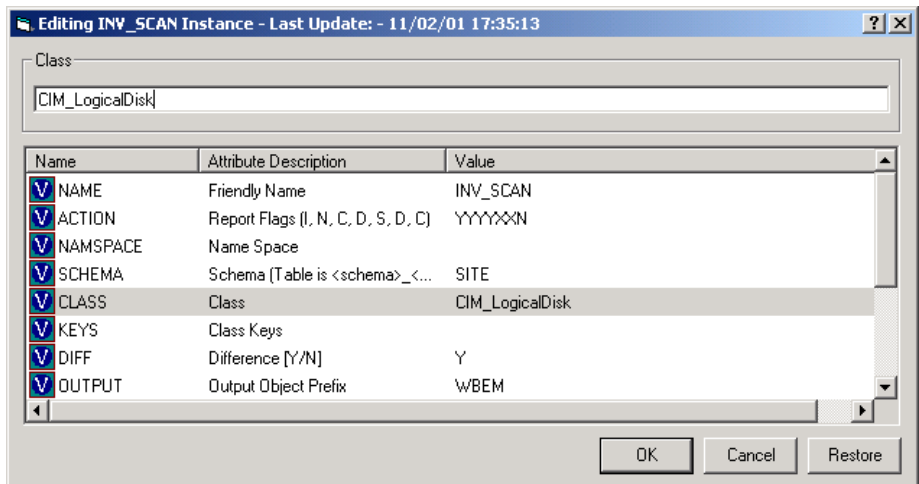 Editing INV_SCAN Instance - Last Update: - 11/02/01 17:35:13
Class
CIM_LogicalDisk
Name Attribute Description Value
V NAME Friendly Name INV_SCAN
V ACTION Report Flags (I, N, C, D, S, D, C) YYYYXXN
V NAMSPACE Name Space
V SCHEMA Schema (Table is <schema>_<... SITE
V CLASS Class CIM_LogicalDisk
V KEYS Class Keys
V DIFF Difference [Y/N] Y
V OUTPUT Output Object Prefix WBEM
OK Cancel Restore